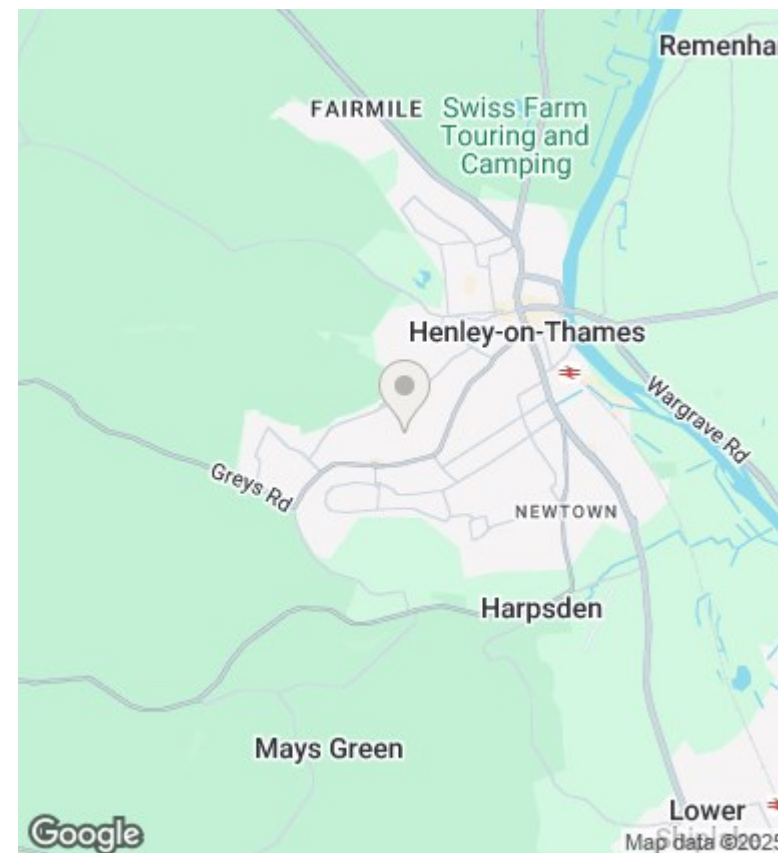 Remenha
FAIRMILE
Swiss Farm
Touring and
Camping
Henley-on-Thames
Wargrave Rd
Greys Rd
NEWTOWN
Harpsden
Mays Green
Lower
Google
Map data ©2025